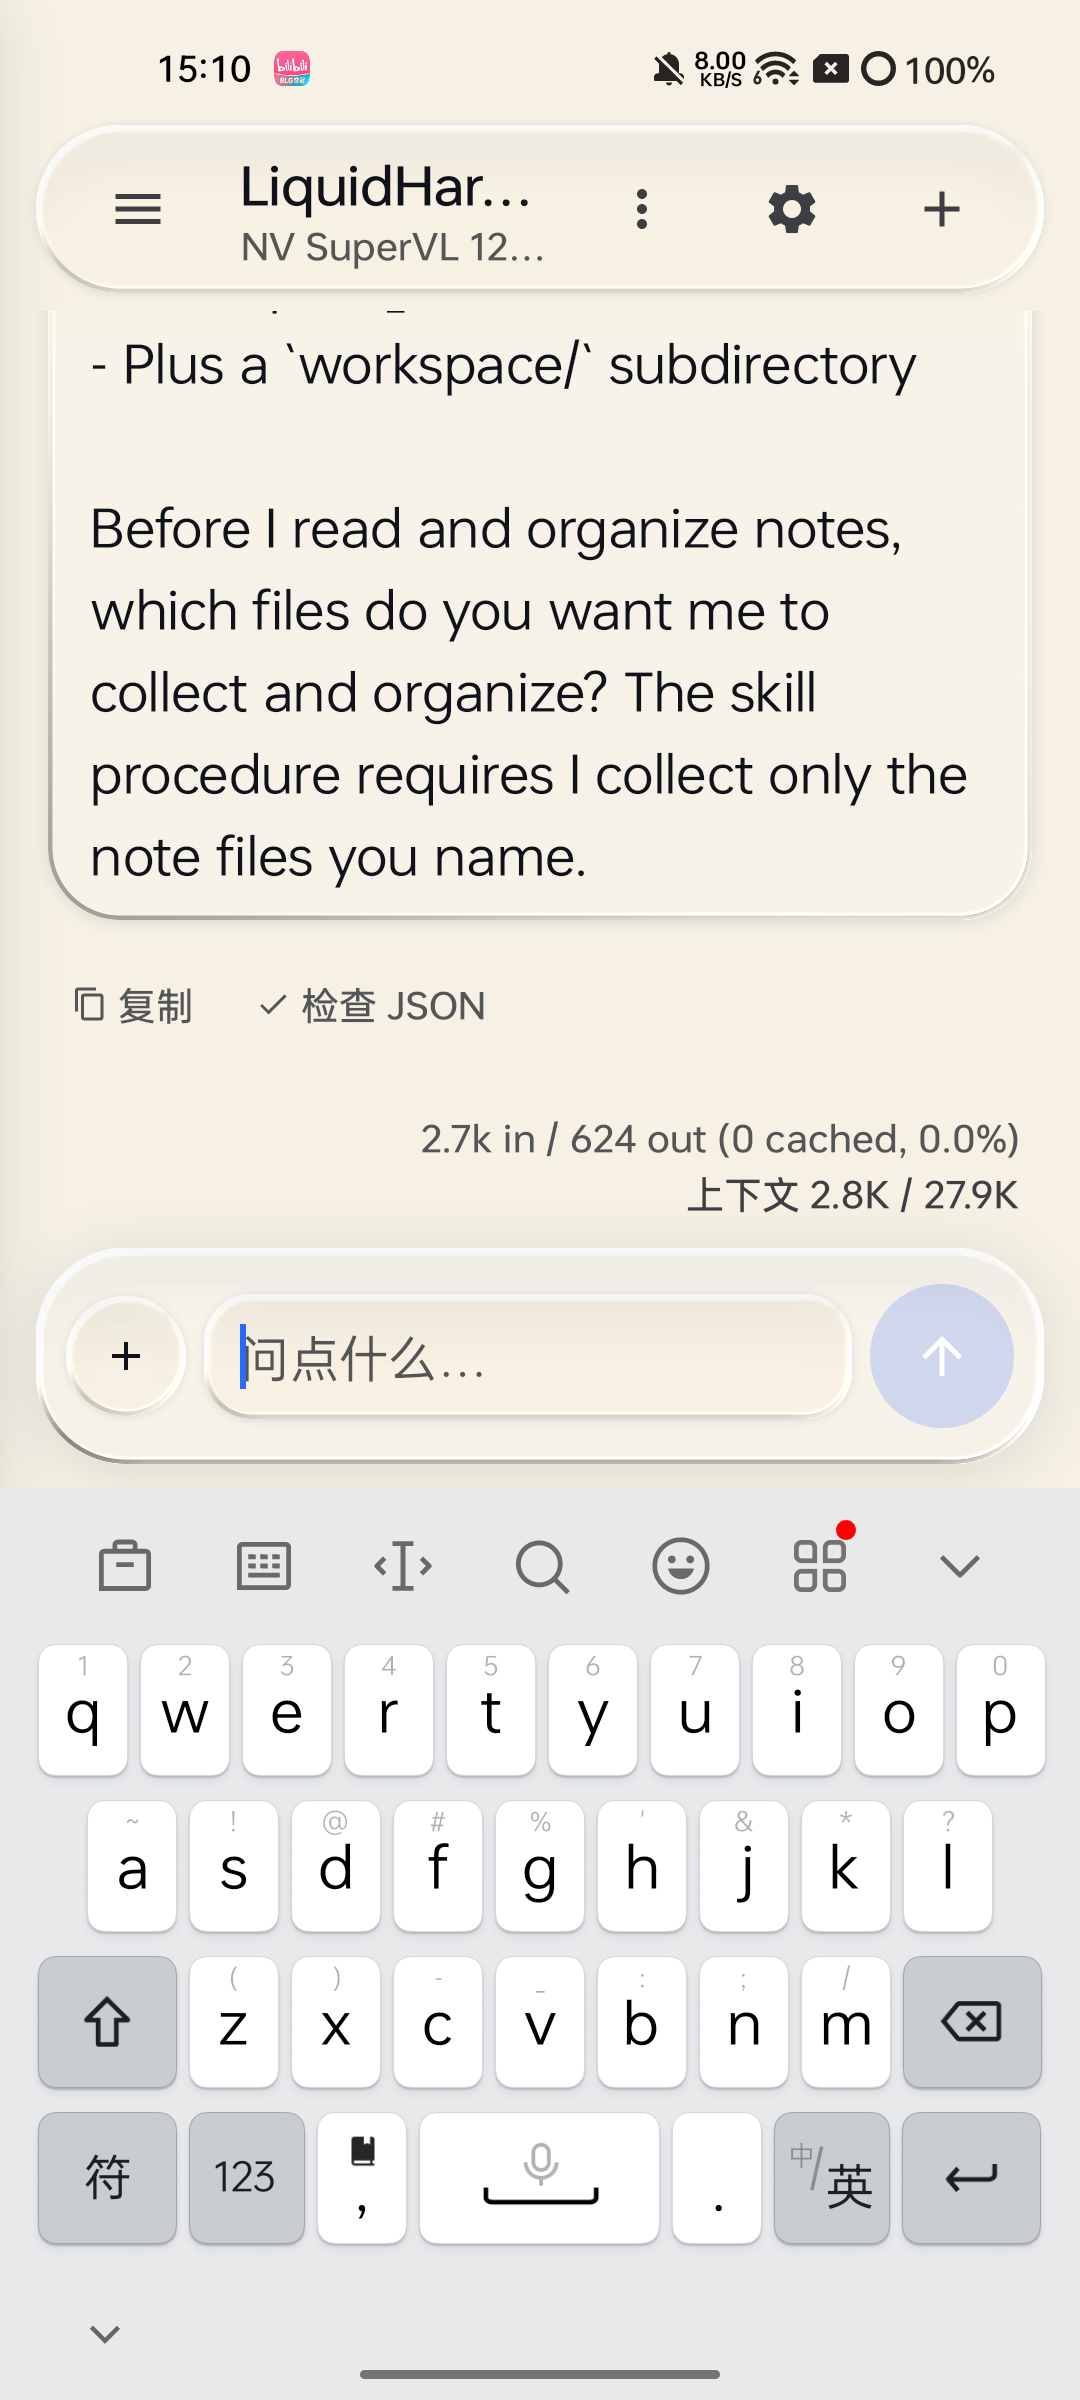 15:10
8.00
KB/S
6
100%
LiquidHar...
NV SuperVL 12...
- Plus a `workspace/` subdirectory
Before I read and organize notes,
which files do you want me to
collect and organize? The skill
procedure requires I collect only the
note files you name.
复制 检查 JSON
2.7k in / 624 out (0 cached, 0.0%)
上下文 2.8K / 27.9K
问点什么...
1 2 3 4 5 6 7 8 9 0
q w e r t y u i o p
~ ! @ # % ' & * ?
a s d f g h j k l
( ) - _ : ; /
z x c v b n m
符 123 , . 中/英